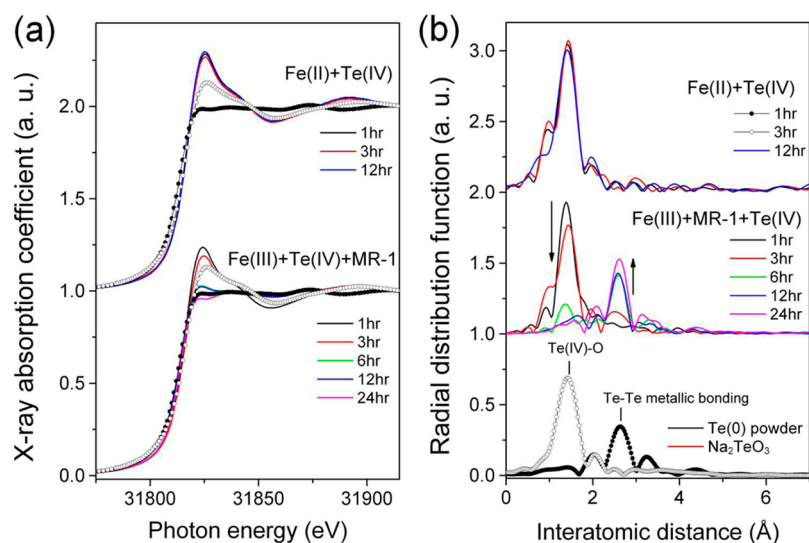 (a)
X-ray absorption coefficient (a. u.)
2.0
1.5
1.0
0.5
0.0
Fe(II)+Te(IV)
1hr
3hr
12hr
Fe(III)+Te(IV)+MR-1
1hr
3hr
6hr
12hr
24hr
31800
31850
31900
Photon energy (eV)
(b)
Radial distribution function (a. u.)
3.0
2.5
2.0
1.5
1.0
0.5
0.0
Fe(II)+Te(IV)
1hr
3hr
12hr
Fe(III)+MR-1+Te(IV)
1hr
3hr
6hr
12hr
24hr
Te(IV)-O
Te-Te metallic bonding
Te(0) powder
Na₂TeO₃
0
2
4
6
Interatomic distance (Å)